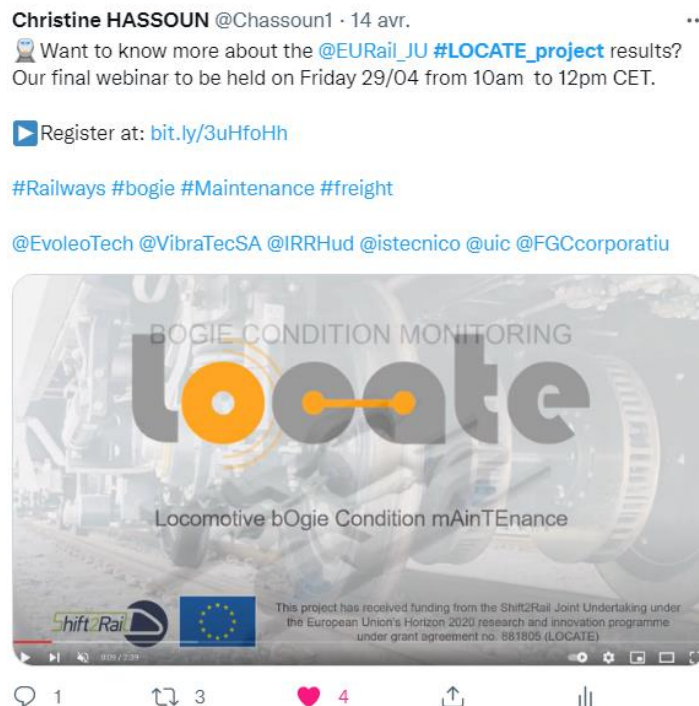 Christine HASSOUN @Chassoun1 · 14 avr.
Want to know more about the @EURail_JU #LOCATE_project results?
Our final webinar to be held on Friday 29/04 from 10am to 12pm CET.
Register at: bit.ly/3uHfoHh
#Railways #bogie #Maintenance #freight
@EvoleoTech @VibraTecSA @IRRHud @istecnico @uic @FGCcorporatiu
BOGIE CONDITION MONITORING
locate
Locomotive bOgie Condition mAinTEnance
Shift2Rail
This project has received funding from the Shift2Rail Joint Undertaking under
the European Union's Horizon 2020 research and innovation programme
under grant agreement no. 881805 (LOCATE)
1 3 4